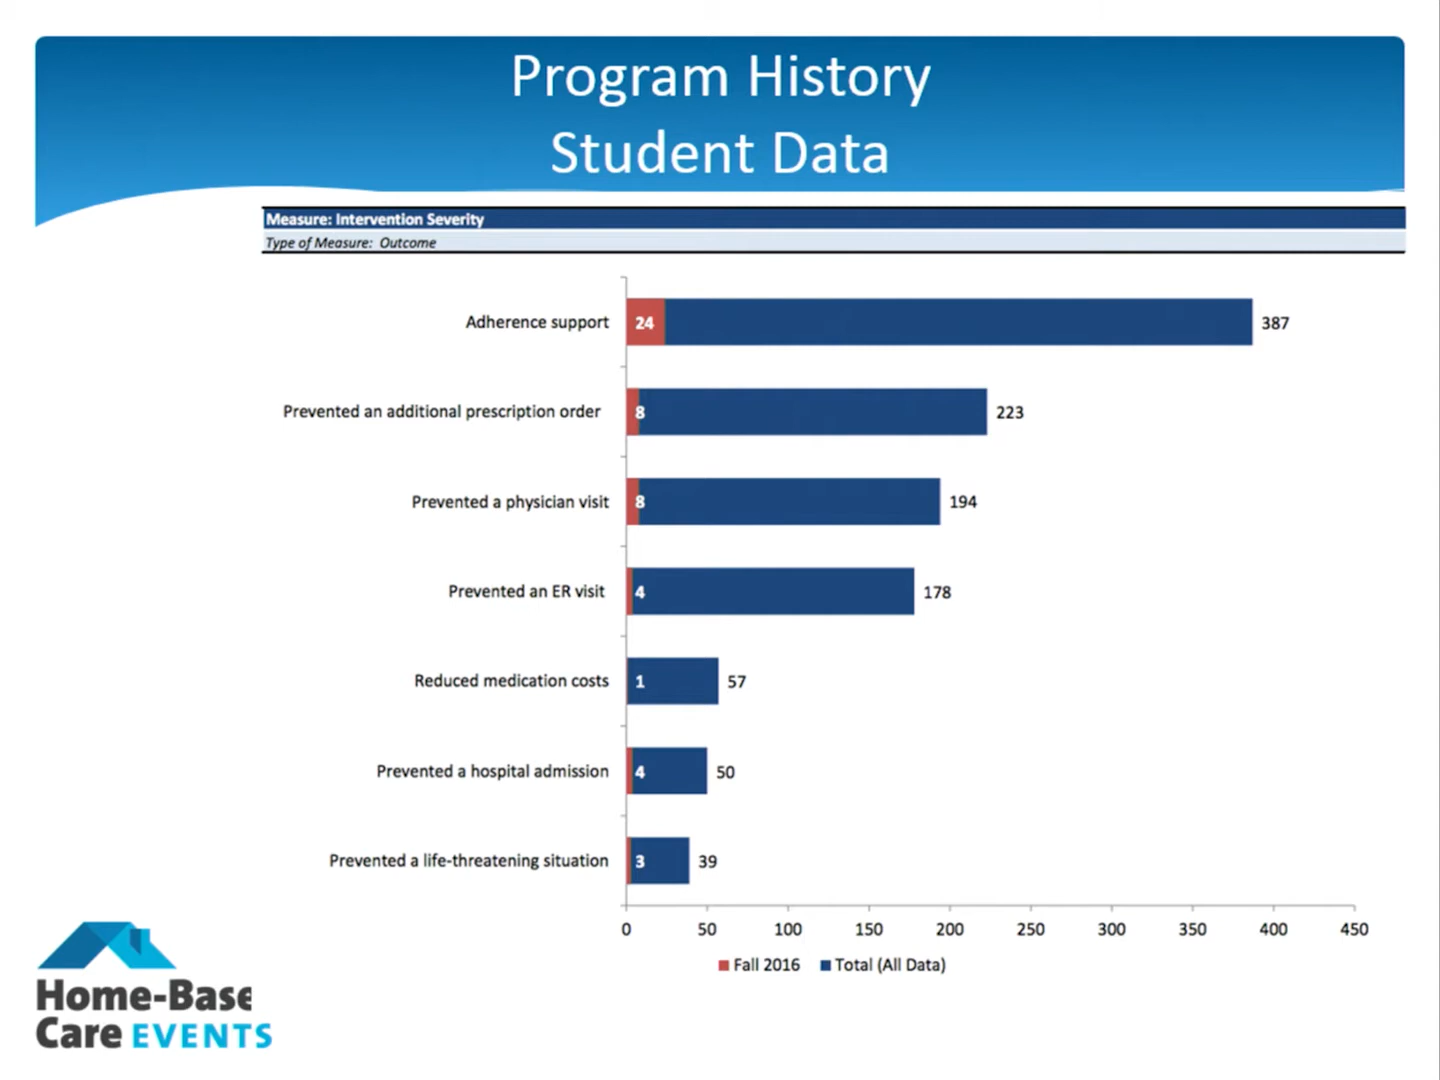 Program History
Student Data
Measure: Intervention Severity
Type of Measure: Outcome
Adherence support 24 387
Prevented an additional prescription order 8 223
Prevented a physician visit 8 194
Prevented an ER visit 4 178
Reduced medication costs 1 57
Prevented a hospital admission 4 50
Prevented a life-threatening situation 3 39
0 50 100 150 200 250 300 350 400 450
Fall 2016 Total (All Data)
Home-Base
Care EVENTS